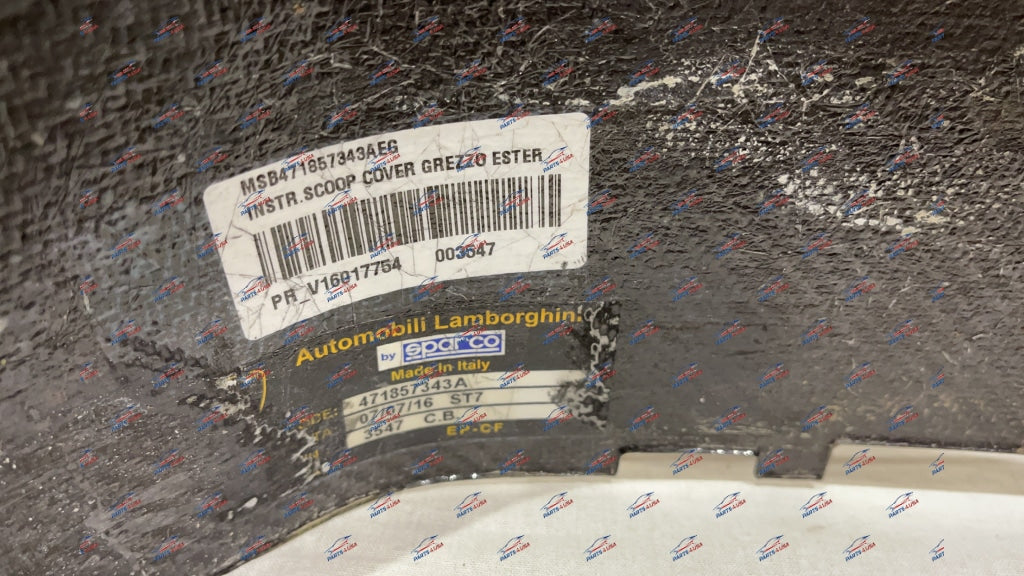 MSB471857343AEG
INSTR.SCOOP COVER GREZZO ESTER
PR_V16017754 003547
Automobili Lamborghini
by sparco
Made in Italy
471857343A
07/07/16 ST7
3547 C.B.
EP-CF
PARTS4USA